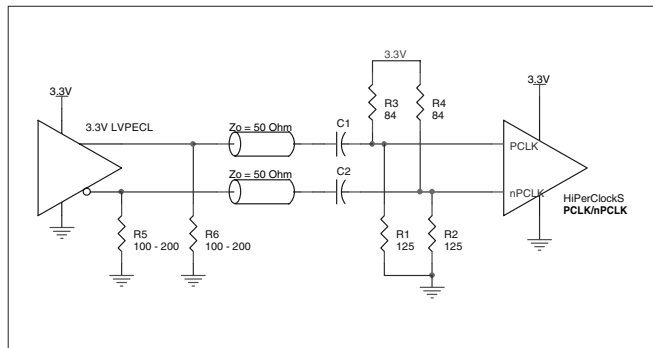 3.3V
3.3V
3.3V
3.3V LVPECL
Zo = 50 Ohm
C1
R3
84
R4
84
PCLK
Zo = 50 Ohm
C2
nPCLK
HiPerClockS
PCLK/nPCLK
R5
100 - 200
R6
100 - 200
R1
125
R2
125